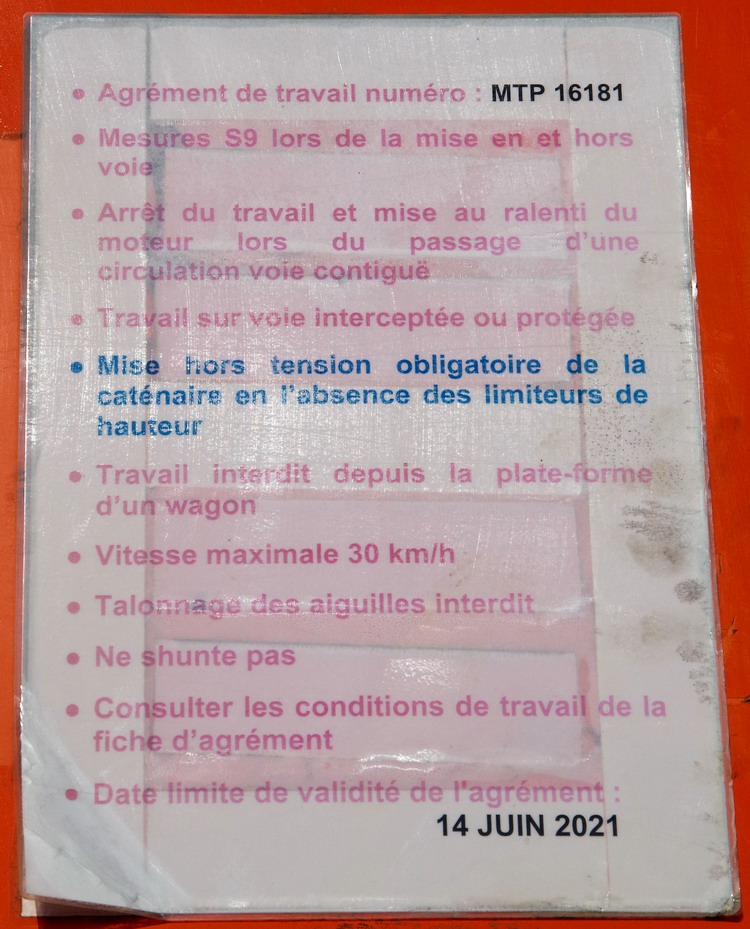 • Agrément de travail numéro : MTP 16181
• Mesures S9 lors de la mise en et hors
voie
• Arrêt du travail et mise au ralenti du
moteur lors du passage d'une
circulation voie contiguë
• Travail sur voie interceptée ou protégée
• Mise hors tension obligatoire de la
caténaire en l'absence des limiteurs de
hauteur
• Travail interdit depuis la plate-forme
d'un wagon
• Vitesse maximale 30 km/h
• Talonnage des aiguilles interdit
• Ne shunte pas
• Consulter les conditions de travail de la
fiche d'agrément
• Date limite de validité de l'agrément :
14 JUIN 2021